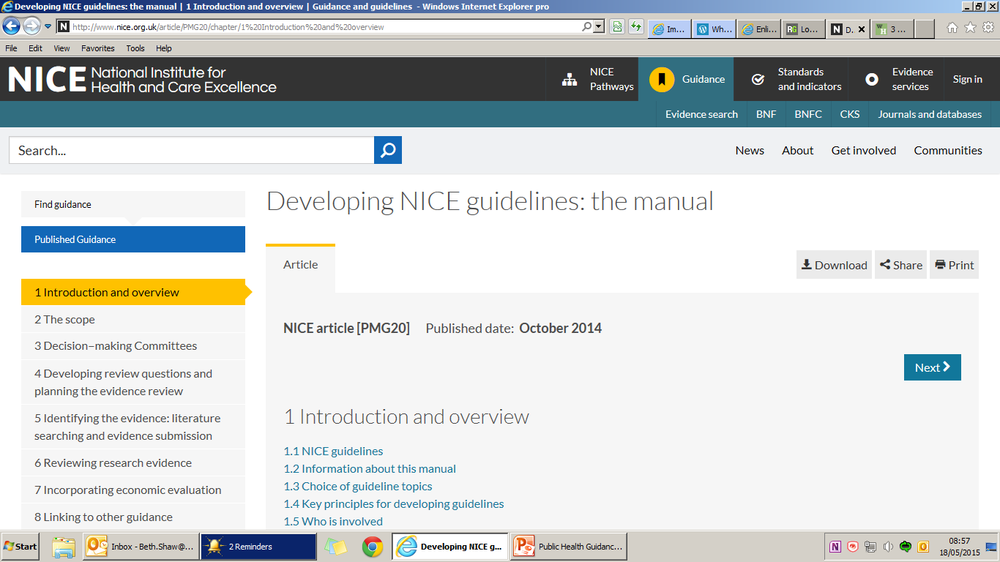 Developing NICE guidelines: the manual | 1 Introduction and overview | Guidance and guidelines - Windows Internet Explorer pro
http://www.nice.org.uk/article/PMG20/chapter/1%20Introduction%20and%20overview
Im...
Wh...
Enli...
RG Lo...
N D.
3 ...
File Edit View Favorites Tools Help
NICE National Institute for
Health and Care Excellence
NICE
Pathways
Guidance
Standards
and indicators
Evidence
services
Sign in
Evidence search BNF BNFC CKS Journals and databases
Search...
News About Get involved Communities
Find guidance
Published Guidance
1 Introduction and overview
2 The scope
3 Decision–making Committees
4 Developing review questions and
planning the evidence review
5 Identifying the evidence: literature
searching and evidence submission
6 Reviewing research evidence
7 Incorporating economic evaluation
8 Linking to other guidance
Developing NICE guidelines: the manual
Article
Download Share Print
NICE article [PMG20] Published date: October 2014
Next
1 Introduction and overview
1.1 NICE guidelines
1.2 Information about this manual
1.3 Choice of guideline topics
1.4 Key principles for developing guidelines
1.5 Who is involved
Start
Inbox - Beth.Shaw@...
2 Reminders
Developing NICE g...
Public Health Guidanc...
08:57
18/05/2015